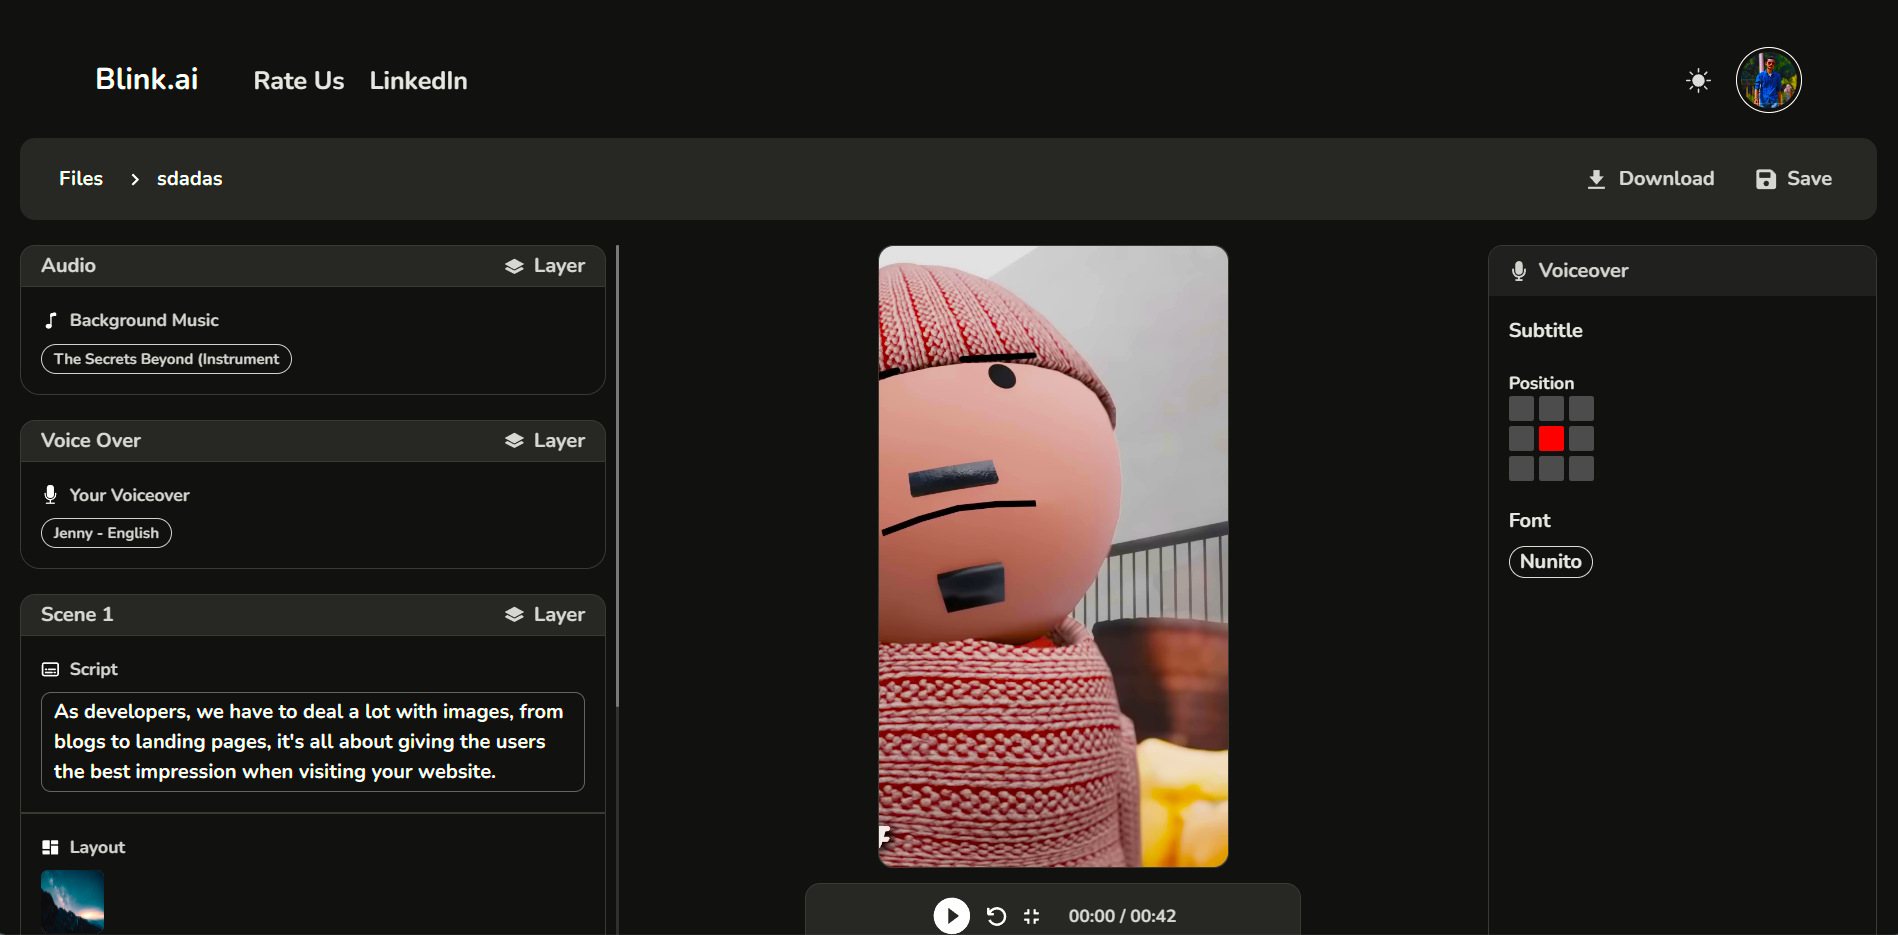 Blink.ai
Rate Us
LinkedIn
Files
sdadas
Download
Save
Audio
Layer
Background Music
The Secrets Beyond (Instrument
Voice Over
Layer
Your Voiceover
Jenny - English
Scene 1
Layer
Script
As developers, we have to deal a lot with images, from
blogs to landing pages, it's all about giving the users
the best impression when visiting your website.
Layout
00:00 / 00:42
Voiceover
Subtitle
Position
Font
Nunito